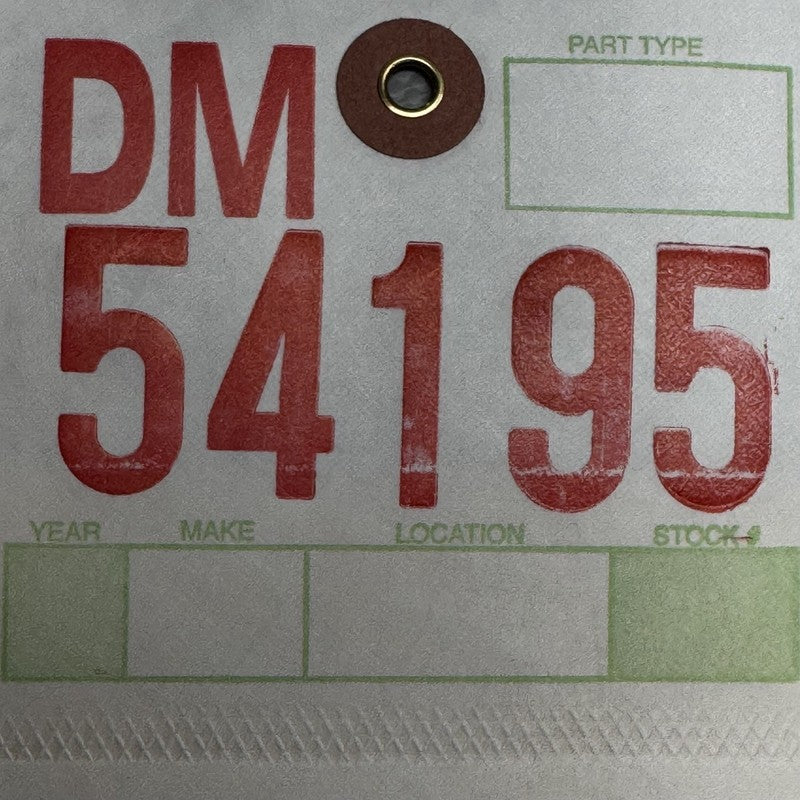 PART TYPE
DM
54195
YEAR MAKE LOCATION STOCK #